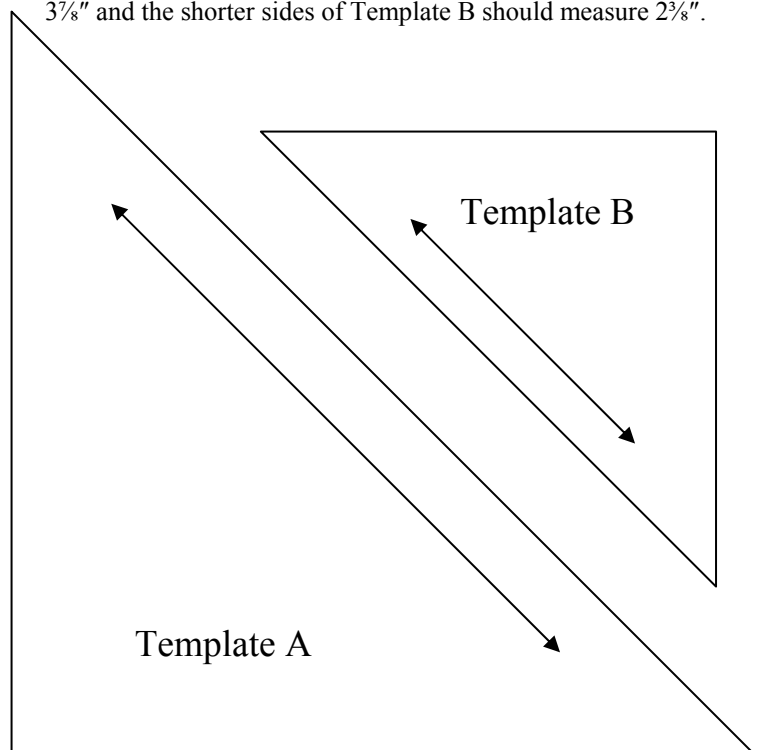 3⅞″ and the shorter sides of Template B should measure 2⅜″.
Template B
Template A